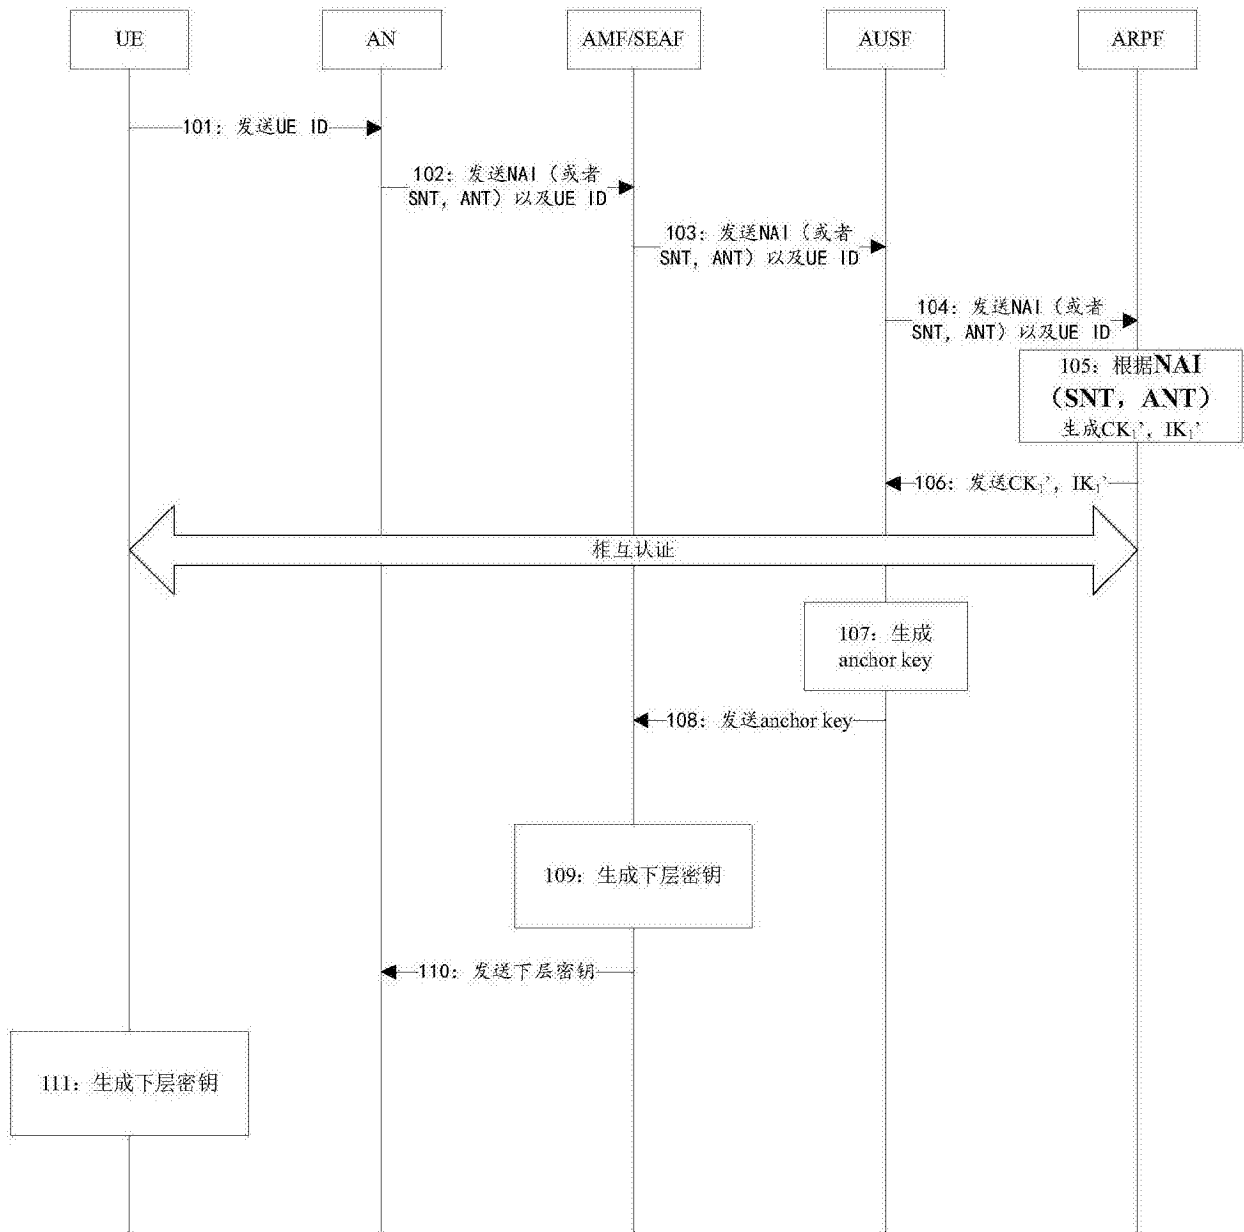 UE
AN
AMF/SEAF
AUSF
ARPF
101：发送UE ID
102：发送NAI（或者
SNT，ANT）以及UE ID
103：发送NAI（或者
SNT，ANT）以及UE ID
104：发送NAI（或者
SNT，ANT）以及UE ID
105：根据NAI
（SNT，ANT）
生成CK₁’，IK₁’
106：发送CK₁’，IK₁’
相互认证
107：生成
anchor key
108：发送anchor key
109：生成下层密钥
110：发送下层密钥
111：生成下层密钥